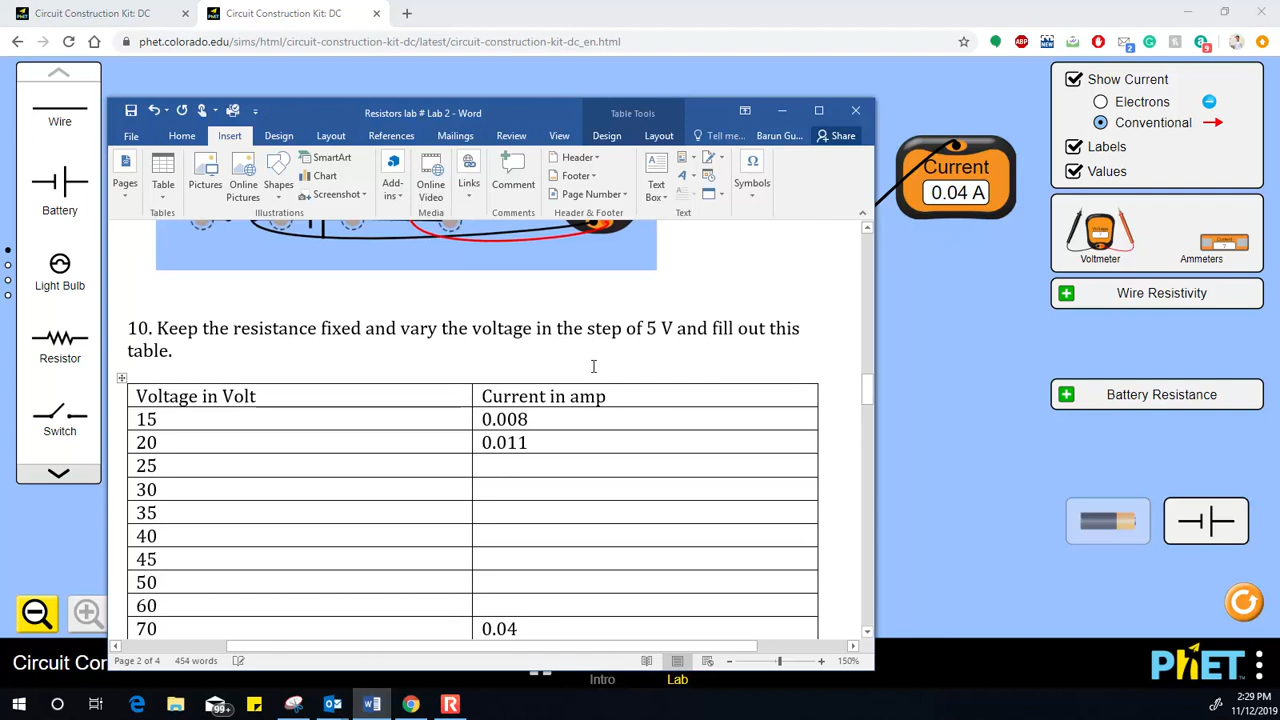 Circuit Construction Kit: DC
Circuit Construction Kit: DC
phet.colorado.edu/sims/html/circuit-construction-kit-dc/latest/circuit-construction-kit-dc_en.html
ABP
NEW
2
9
Wire
Battery
Light Bulb
Resistor
Switch
Resistors lab # Lab 2 - Word
Table Tools
File
Home
Insert
Design
Layout
References
Mailings
Review
View
Design
Layout
Tell me...
Barun Gu...
Share
Pages
Table
Pictures
Online Pictures
Shapes
SmartArt
Chart
Screenshot
Add-ins
Online Video
Links
Comment
Header
Footer
Page Number
Text Box
Symbols
Tables
Illustrations
Media
Comments
Header & Footer
Text
10. Keep the resistance fixed and vary the voltage in the step of 5 V and fill out this
table.
Voltage in Volt Current in amp
15 0.008
20 0.011
25
30
35
40
45
50
60
70 0.04
Page 2 of 4 454 words
150%
Current
0.04 A
Show Current
Electrons
Conventional
Labels
Values
Voltage
?
Voltmeter
Current
?
Ammeters
Wire Resistivity
Battery Resistance
Circuit Con
Intro
Lab
PhET
99+
2:29 PM
11/12/2019